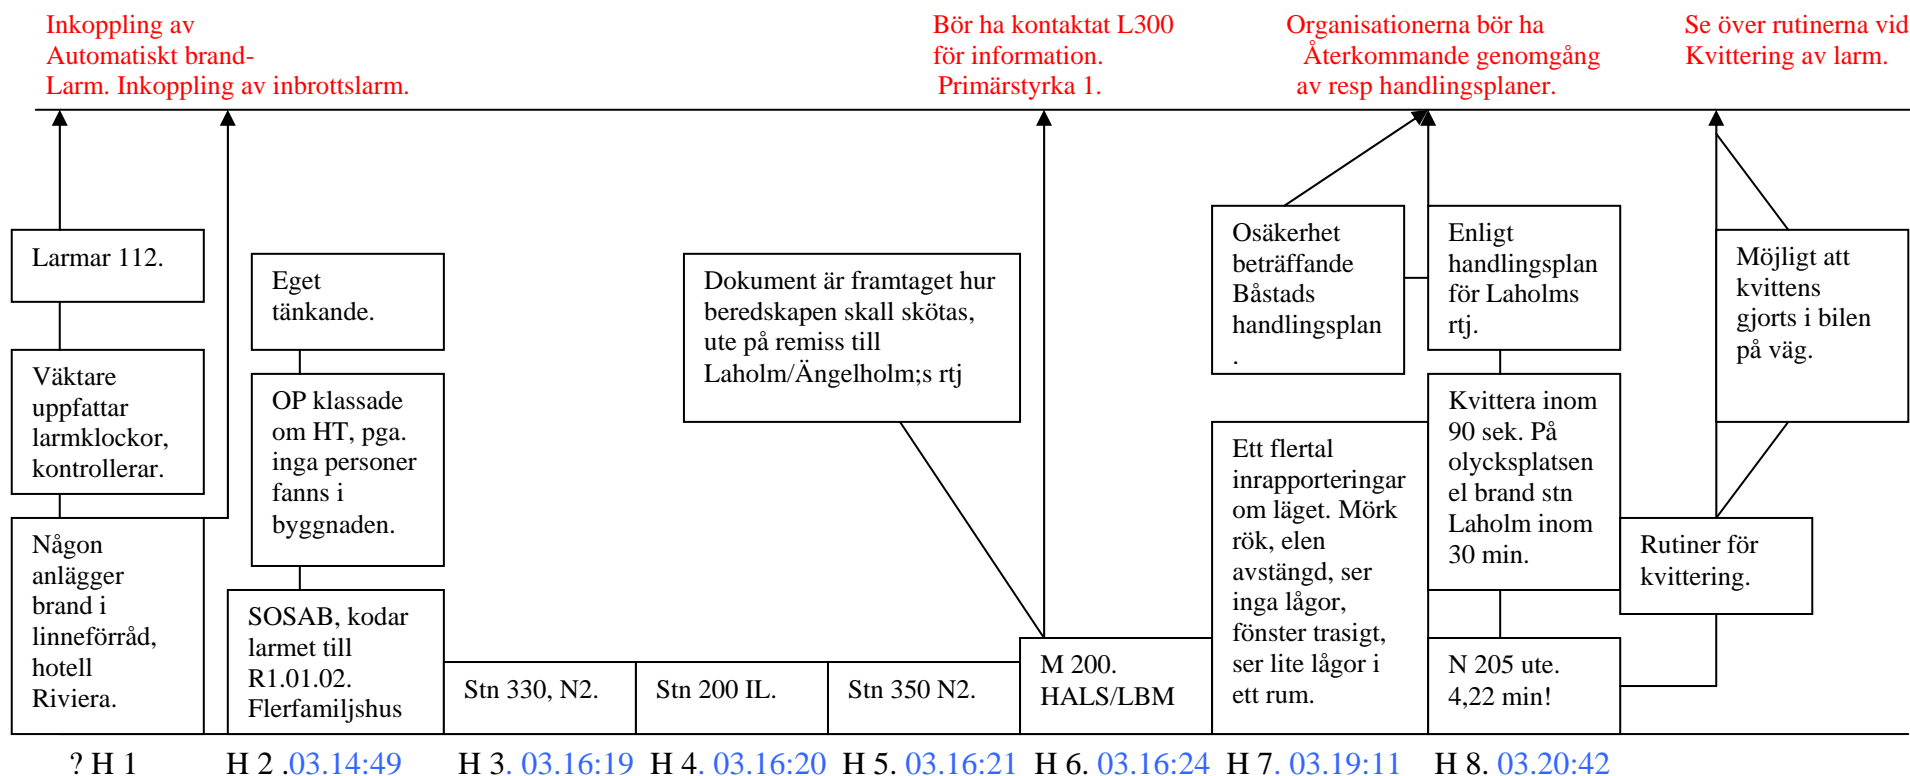 Inkoppling av
Automatiskt brand-
Larm. Inkoppling av inbrottslarm.
Bör ha kontaktat L300
för information.
Primärstyrka 1.
Organisationerna bör ha
Återkommande genomgång
av resp handlingsplaner.
Se över rutinerna vid
Kvittering av larm.
Larmar 112.
Väktare
uppfattar
larmklockor,
kontrollerar.
Någon
anlägger
brand i
linneförråd,
hotell
Riviera.
Eget
tänkande.
OP klassade
om HT, pga.
inga personer
fanns i
byggnaden.
SOSAB, kodar
larmet till
R1.01.02.
Flerfamiljshus
Stn 330, N2.
Stn 200 IL.
Stn 350 N2.
Dokument är framtaget hur
beredskapen skall skötas,
ute på remiss till
Laholm/Ängelholm;s rtj
M 200.
HALS/LBM
Osäkerhet
beträffande
Båstads
handlingsplan
.
Ett flertal
inrapporteringar
om läget. Mörk
rök, elen
avstängd, ser
inga lågor,
fönster trasigt,
ser lite lågor i
ett rum.
Enligt
handlingsplan
för Laholms
rtj.
Kvittera inom
90 sek. På
olycksplatsen
el brand stn
Laholm inom
30 min.
N 205 ute.
4,22 min!
Möjligt att
kvittens
gjorts i bilen
på väg.
Rutiner för
kvittering.
? H 1
H 2 .03.14:49
H 3. 03.16:19
H 4. 03.16:20
H 5. 03.16:21
H 6. 03.16:24
H 7. 03.19:11
H 8. 03.20:42